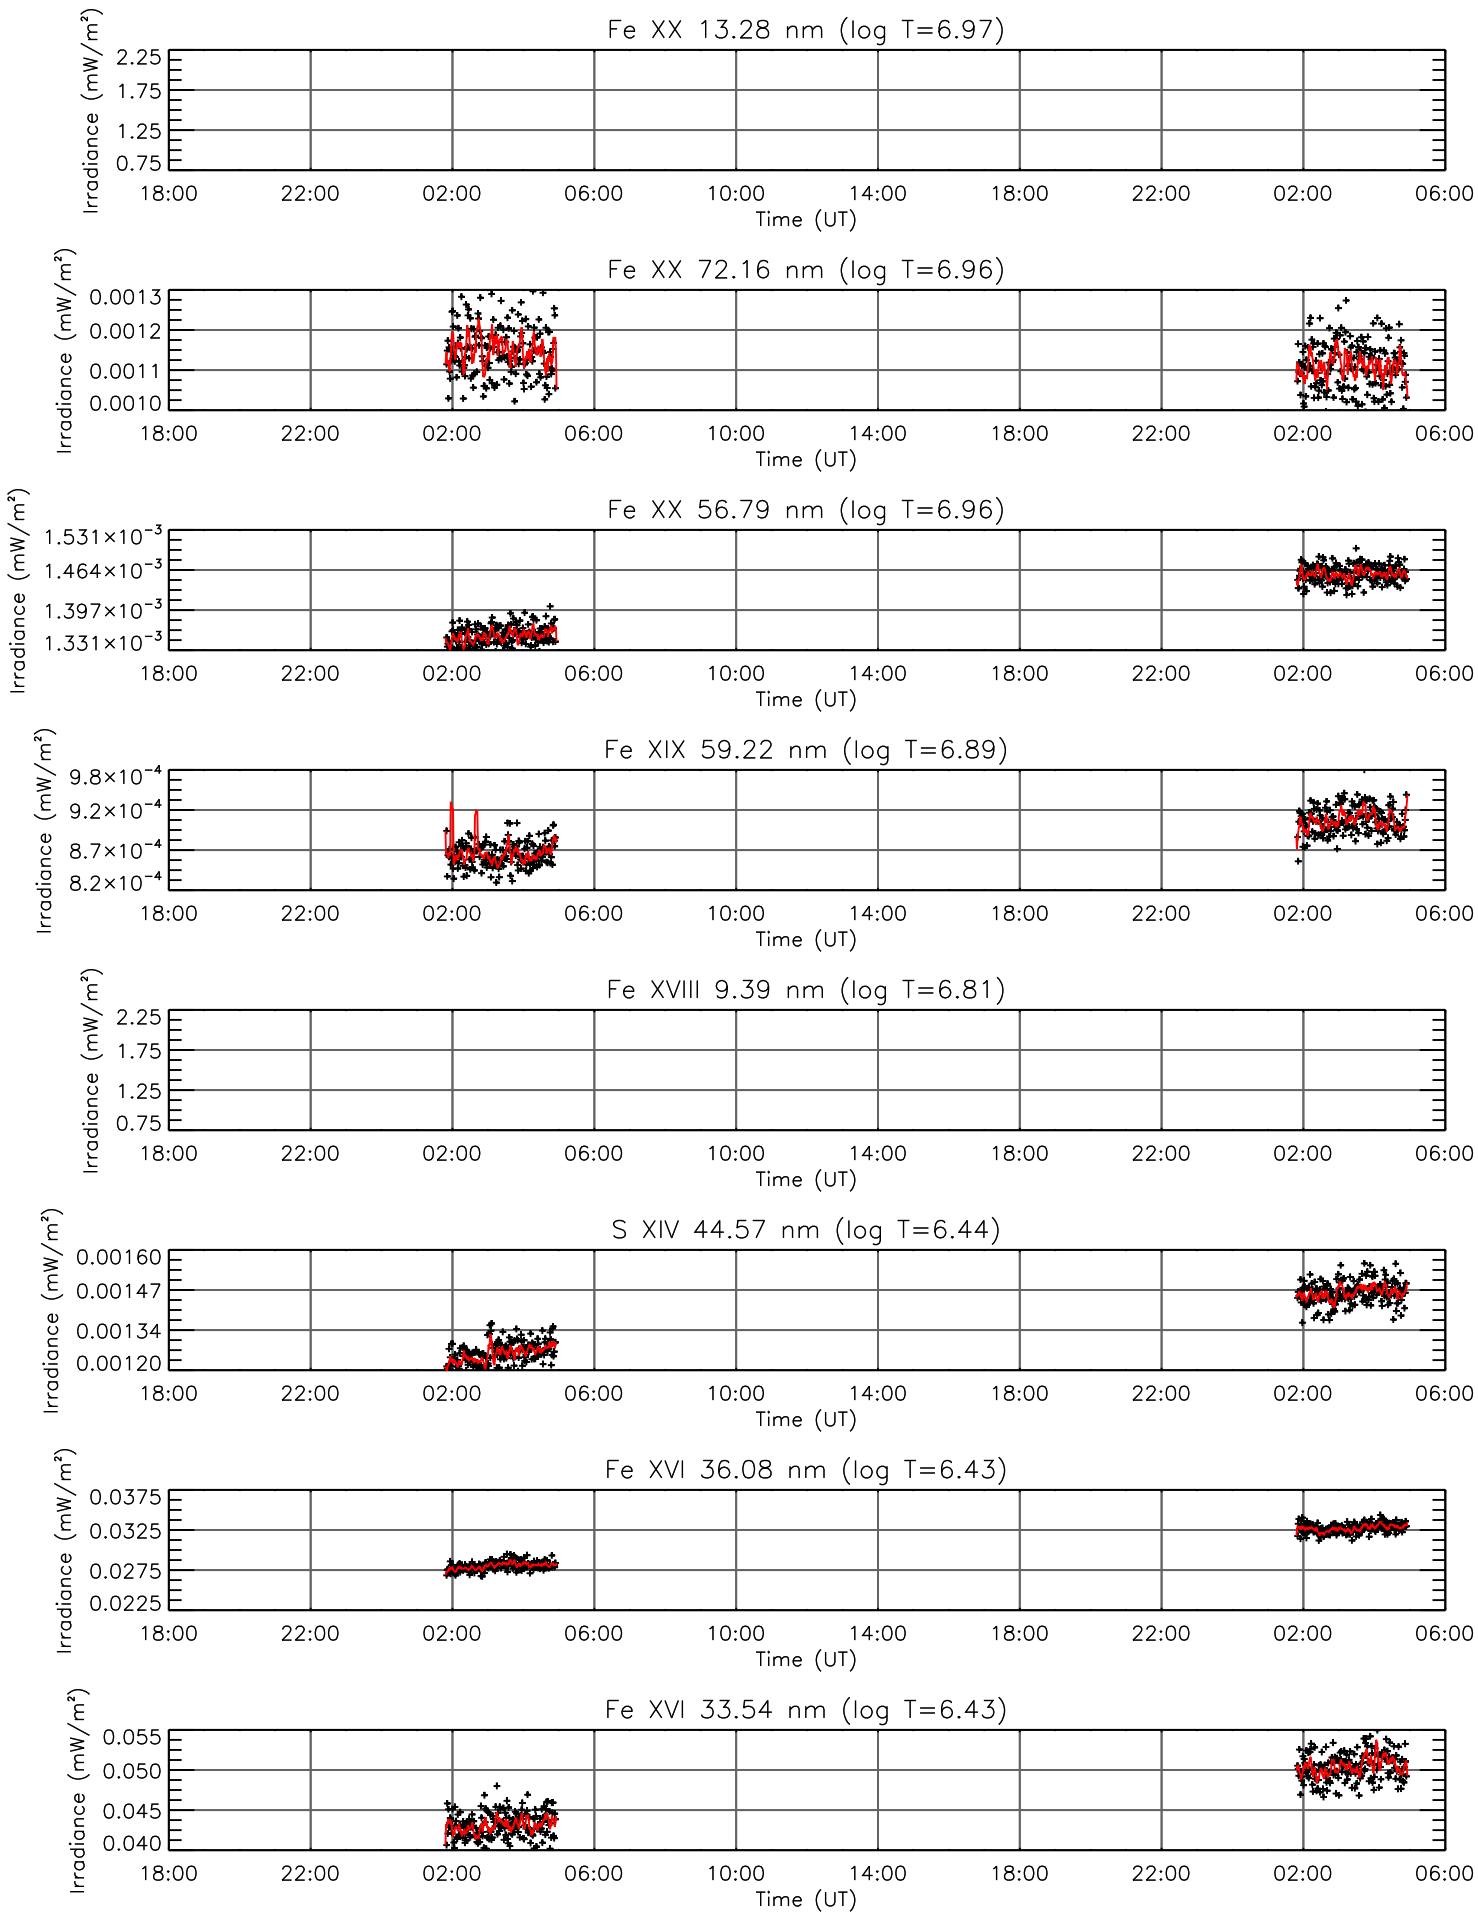 Fe XX 13.28 nm (log T=6.97)
Irradiance (mW/m²)
2.25
1.75
1.25
0.75
18:00 22:00 02:00 06:00 10:00 14:00 18:00 22:00 02:00 06:00
Time (UT)
Fe XX 72.16 nm (log T=6.96)
Irradiance (mW/m²)
0.0013
0.0012
0.0011
0.0010
18:00 22:00 02:00 06:00 10:00 14:00 18:00 22:00 02:00 06:00
Time (UT)
Fe XX 56.79 nm (log T=6.96)
Irradiance (mW/m²)
1.531×10⁻³
1.464×10⁻³
1.397×10⁻³
1.331×10⁻³
18:00 22:00 02:00 06:00 10:00 14:00 18:00 22:00 02:00 06:00
Time (UT)
Fe XIX 59.22 nm (log T=6.89)
Irradiance (mW/m²)
9.8×10⁻⁴
9.2×10⁻⁴
8.7×10⁻⁴
8.2×10⁻⁴
18:00 22:00 02:00 06:00 10:00 14:00 18:00 22:00 02:00 06:00
Time (UT)
Fe XVIII 9.39 nm (log T=6.81)
Irradiance (mW/m²)
2.25
1.75
1.25
0.75
18:00 22:00 02:00 06:00 10:00 14:00 18:00 22:00 02:00 06:00
Time (UT)
S XIV 44.57 nm (log T=6.44)
Irradiance (mW/m²)
0.00160
0.00147
0.00134
0.00120
18:00 22:00 02:00 06:00 10:00 14:00 18:00 22:00 02:00 06:00
Time (UT)
Fe XVI 36.08 nm (log T=6.43)
Irradiance (mW/m²)
0.0375
0.0325
0.0275
0.0225
18:00 22:00 02:00 06:00 10:00 14:00 18:00 22:00 02:00 06:00
Time (UT)
Fe XVI 33.54 nm (log T=6.43)
Irradiance (mW/m²)
0.055
0.050
0.045
0.040
18:00 22:00 02:00 06:00 10:00 14:00 18:00 22:00 02:00 06:00
Time (UT)